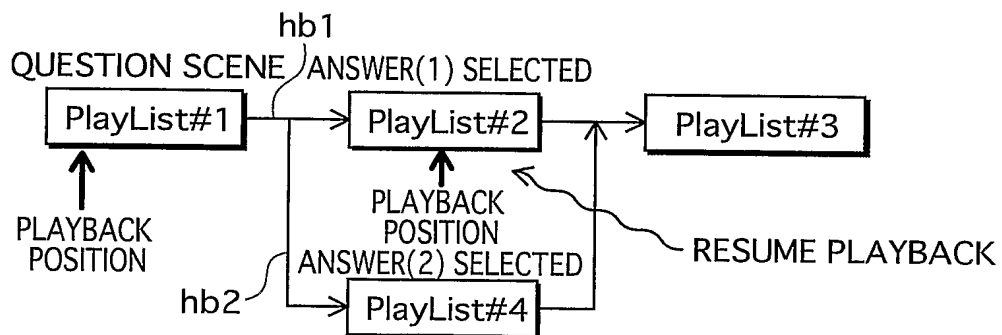 hb1
QUESTION SCENE ANSWER(1) SELECTED
PlayList#1
PlayList#2
PlayList#3
PLAYBACK
POSITION
PLAYBACK
POSITION
RESUME PLAYBACK
ANSWER(2) SELECTED
hb2
PlayList#4